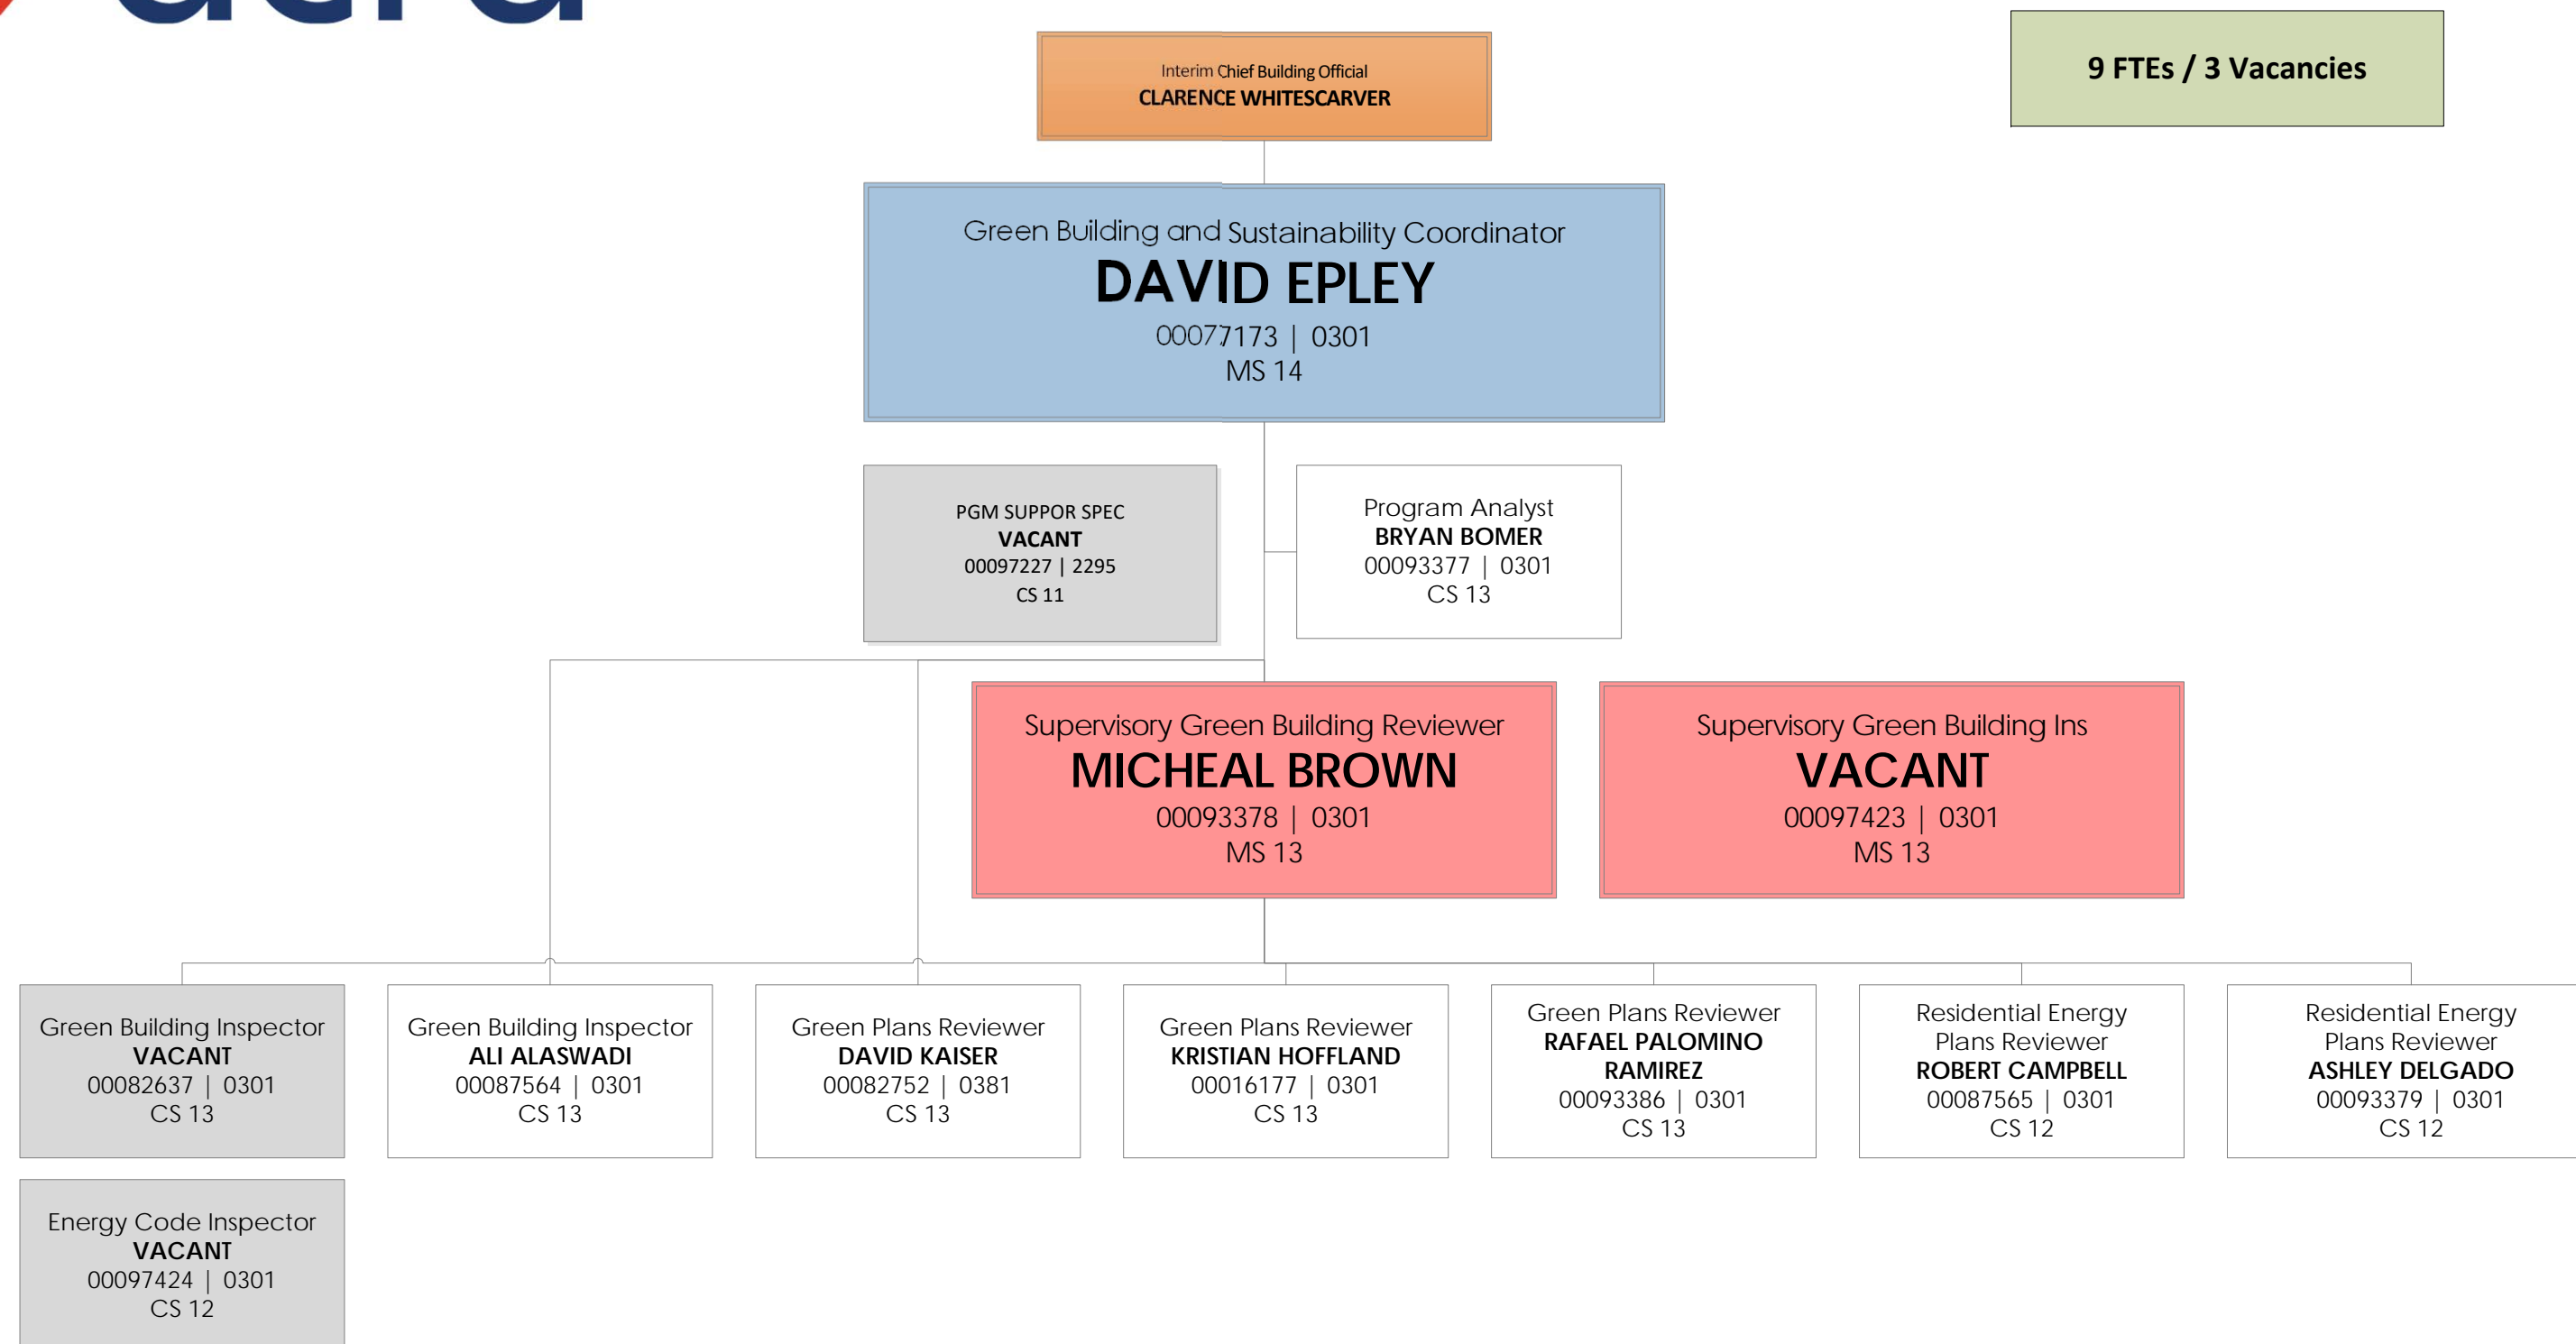 dcra
Interim Chief Building Official
CLARENCE WHITESCARVER
9 FTEs / 3 Vacancies
Green Building and Sustainability Coordinator
DAVID EPLEY
00077173 | 0301
MS 14
PGM SUPPOR SPEC
VACANT
00097227 | 2295
CS 11
Program Analyst
BRYAN BOMER
00093377 | 0301
CS 13
Supervisory Green Building Reviewer
MICHEAL BROWN
00093378 | 0301
MS 13
Supervisory Green Building Ins
VACANT
00097423 | 0301
MS 13
Green Building Inspector
VACANT
00082637 | 0301
CS 13
Green Building Inspector
ALI ALASWADI
00087564 | 0301
CS 13
Green Plans Reviewer
DAVID KAISER
00082752 | 0381
CS 13
Green Plans Reviewer
KRISTIAN HOFFLAND
00016177 | 0301
CS 13
Green Plans Reviewer
RAFAEL PALOMINO
RAMIREZ
00093386 | 0301
CS 13
Residential Energy
Plans Reviewer
ROBERT CAMPBELL
00087565 | 0301
CS 12
Residential Energy
Plans Reviewer
ASHLEY DELGADO
00093379 | 0301
CS 12
Energy Code Inspector
VACANT
00097424 | 0301
CS 12